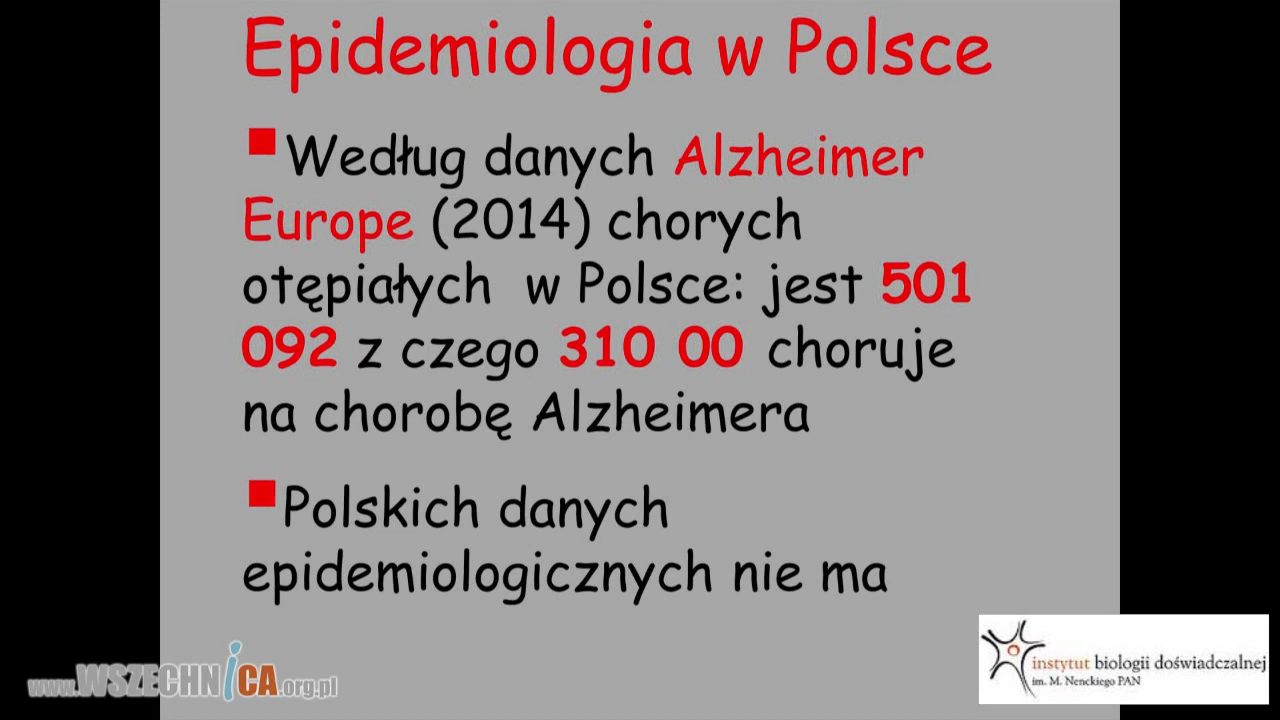 Epidemiologia w Polsce
Według danych Alzheimer
Europe (2014) chorych
otępiałych w Polsce: jest 501
092 z czego 310 00 choruje
na chorobę Alzheimera
Polskich danych
epidemiologicznych nie ma
www.WSZECHNiCA.org.pl
instytut biologii doświadczalnej
im. M. Nenckiego PAN